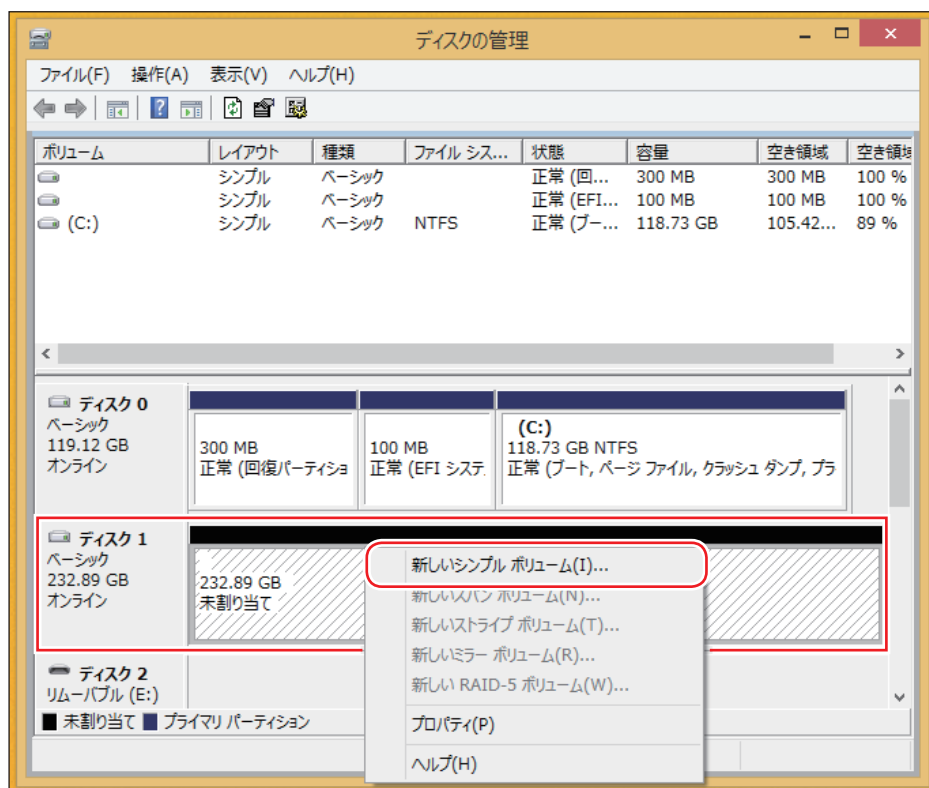 ディスクの管理
ファイル(F) 操作(A) 表示(V) ヘルプ(H)
ボリューム レイアウト 種類 ファイル シス... 状態 容量 空き領域 空き領域
シンプル ベーシック 正常 (回... 300 MB 300 MB 100 %
シンプル ベーシック 正常 (EFI... 100 MB 100 MB 100 %
(C:) シンプル ベーシック NTFS 正常 (ブー... 118.73 GB 105.42... 89 %
ディスク 0
ベーシック
119.12 GB
オンライン
300 MB
正常 (回復パーティショ
100 MB
正常 (EFI システ.
(C:)
118.73 GB NTFS
正常 (ブート, ページ ファイル, クラッシュ ダンプ, プラ
ディスク 1
ベーシック
232.89 GB
オンライン
232.89 GB
未割り当て
新しいシンプル ボリューム(I)...
新しいスパン ボリューム(N)...
新しいストライプ ボリューム(T)...
新しいミラー ボリューム(R)...
新しい RAID-5 ボリューム(W)...
プロパティ(P)
ヘルプ(H)
ディスク 2
リムーバブル (E:)
未割り当て プライマリ パーティション